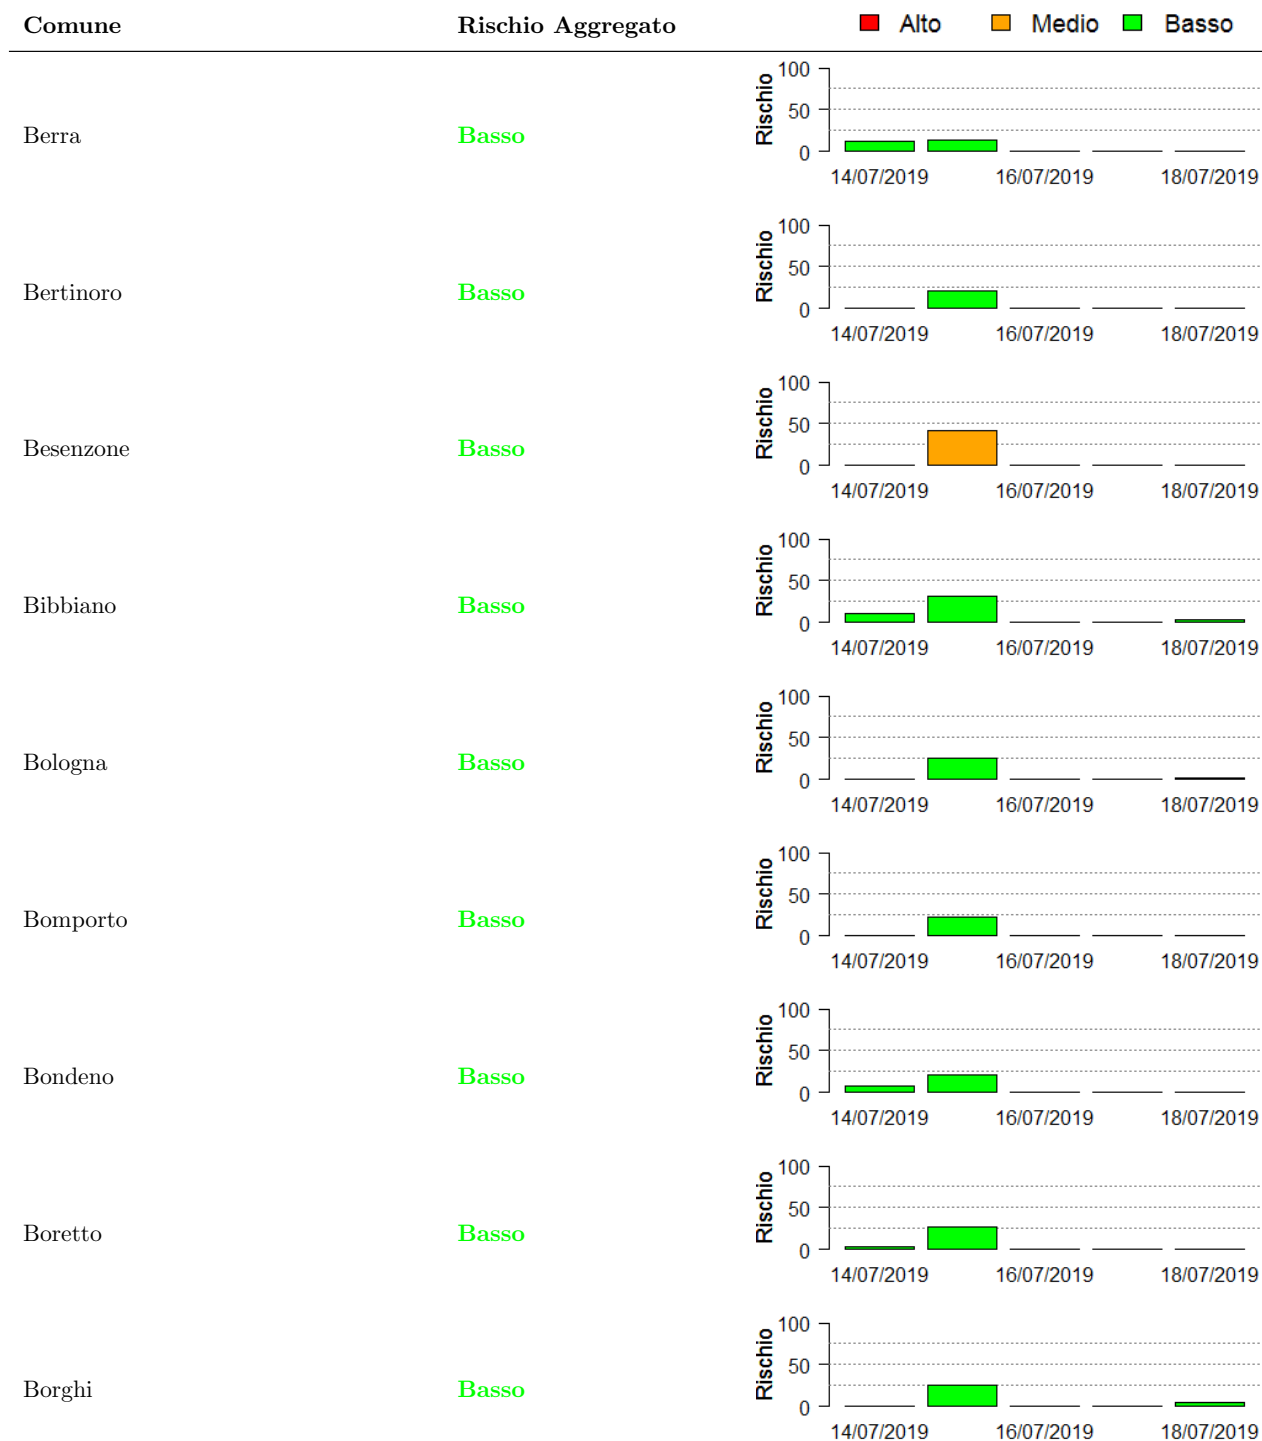 Comune Rischio Aggregato Alto Medio Basso
Berra Basso Rischio 100 50 0
14/07/2019 16/07/2019 18/07/2019
Bertinoro Basso Rischio 100 50 0
14/07/2019 16/07/2019 18/07/2019
Besenzone Basso Rischio 100 50 0
14/07/2019 16/07/2019 18/07/2019
Bibbiano Basso Rischio 100 50 0
14/07/2019 16/07/2019 18/07/2019
Bologna Basso Rischio 100 50 0
14/07/2019 16/07/2019 18/07/2019
Bomporto Basso Rischio 100 50 0
14/07/2019 16/07/2019 18/07/2019
Bondeno Basso Rischio 100 50 0
14/07/2019 16/07/2019 18/07/2019
Boretto Basso Rischio 100 50 0
14/07/2019 16/07/2019 18/07/2019
Borghi Basso Rischio 100 50 0
14/07/2019 16/07/2019 18/07/2019